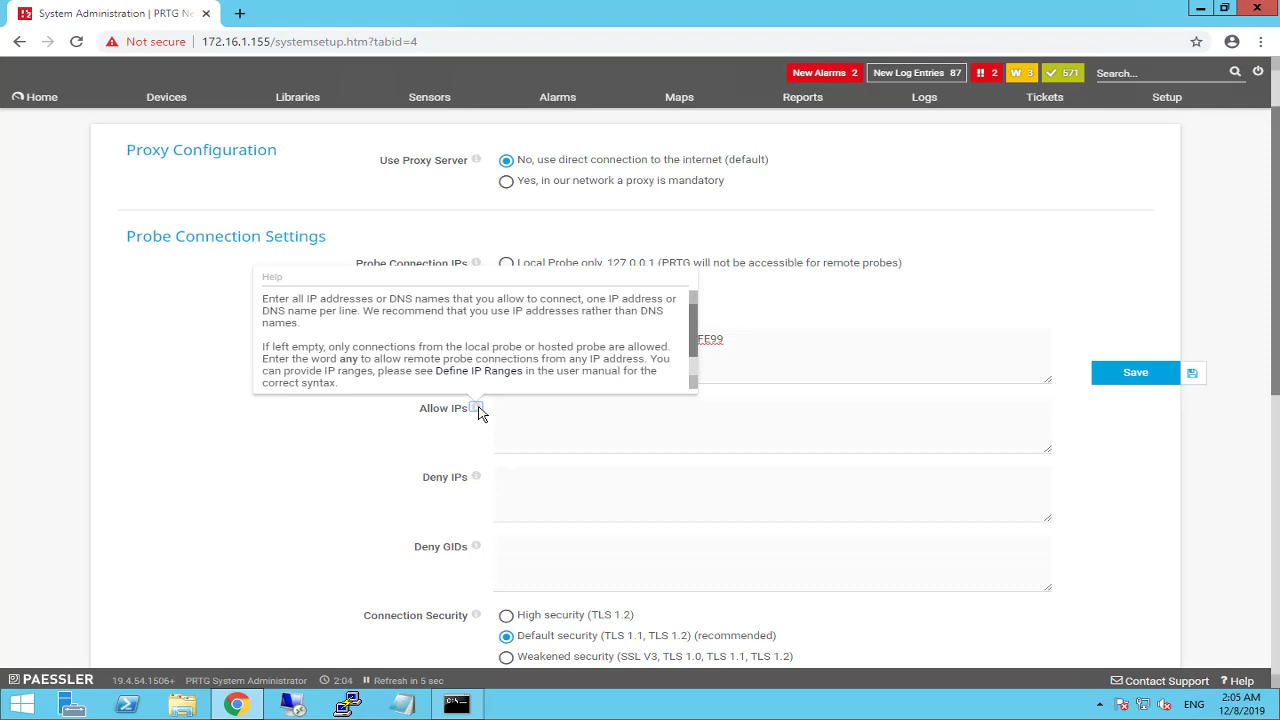 System Administration | PRTG Ne
Not secure 172.16.1.155/systemsetup.htm?tabid=4
New Alarms 2 New Log Entries 87 !! 2 W 3 571 Search...
Home Devices Libraries Sensors Alarms Maps Reports Logs Tickets Setup
Proxy Configuration
Use Proxy Server No, use direct connection to the internet (default)
Yes, in our network a proxy is mandatory
Probe Connection Settings
Probe Connection IPs Local Probe only, 127.0.0.1 (PRTG will not be accessible for remote probes)
Help
Enter all IP addresses or DNS names that you allow to connect, one IP address or
DNS name per line. We recommend that you use IP addresses rather than DNS
names.
FE99
If left empty, only connections from the local probe or hosted probe are allowed.
Enter the word any to allow remote probe connections from any IP address. You
can provide IP ranges, please see Define IP Ranges in the user manual for the
correct syntax.
Save
Allow IPs
Deny IPs
Deny GIDs
Connection Security High security (TLS 1.2)
Default security (TLS 1.1, TLS 1.2) (recommended)
Weakened security (SSL V3, TLS 1.0, TLS 1.1, TLS 1.2)
PAESSLER 19.4.54.1506+ PRTG System Administrator 2:04 Refresh in 5 sec Contact Support ? Help
2:05 AM
12/8/2019